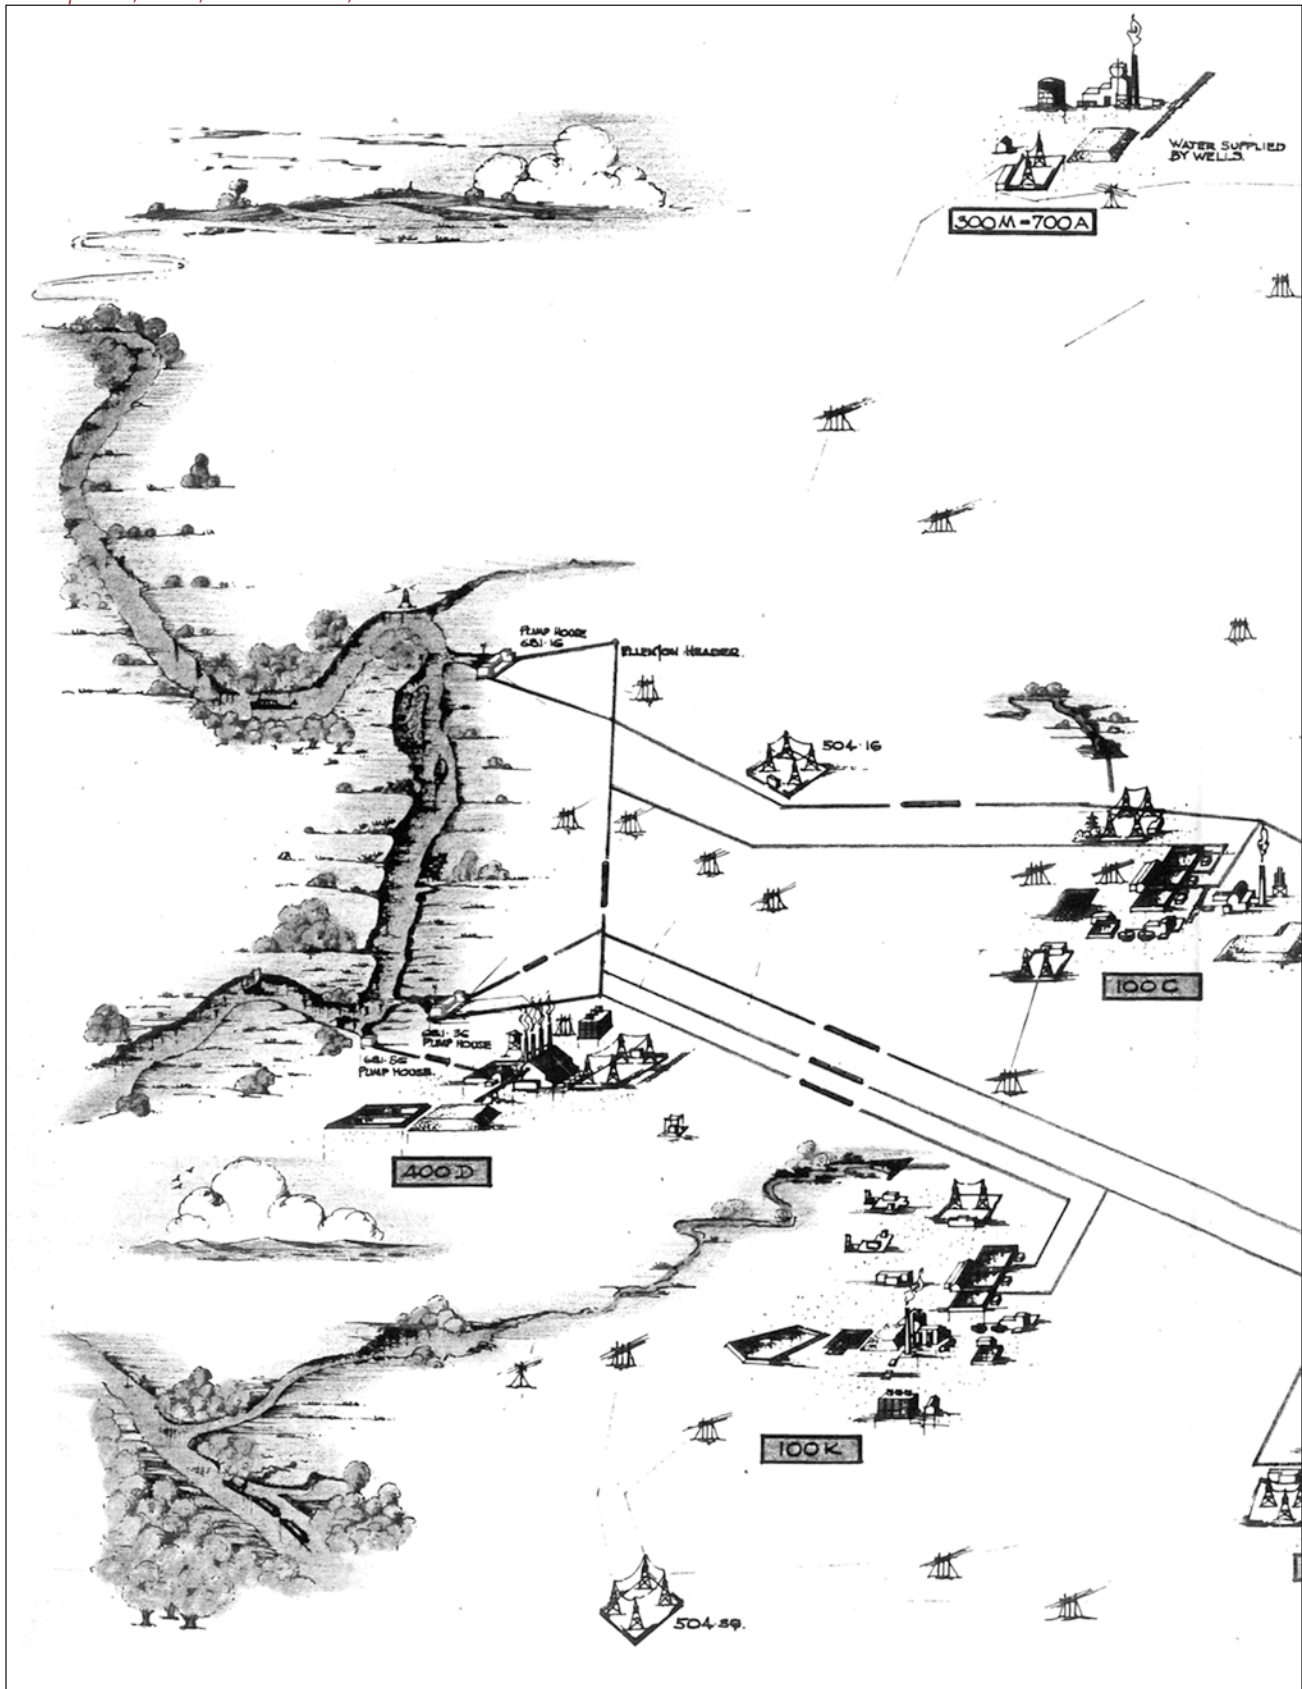 WATER SUPPLIED
BY WELLS.
300M-700A
PUMP HOUSE
681-1G
ELLENTON HEADER.
504-1G
100C
681-3G
PUMP HOUSE
681-5G
PUMP HOUSE
400D
100K
504-3G.